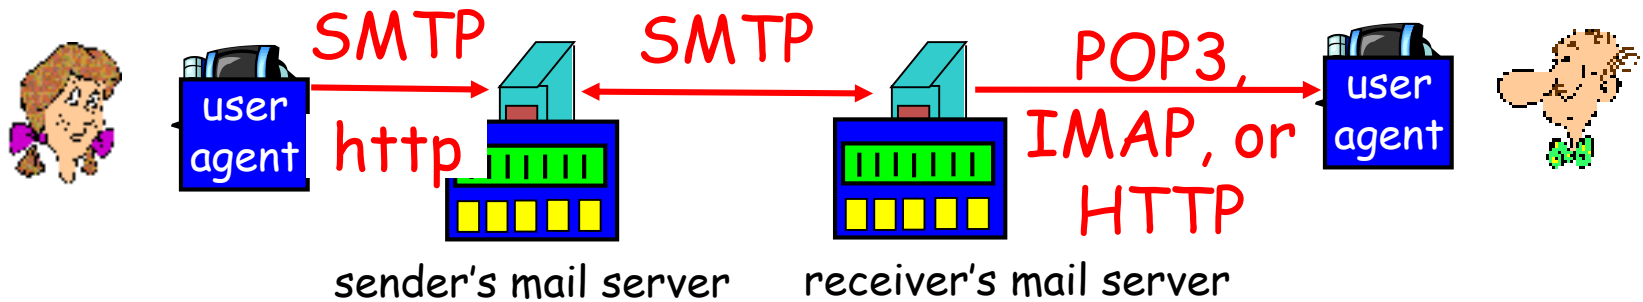 SMTP
SMTP
POP3,
user
agent
http
IMAP, or
HTTP
user
agent
sender's mail server
receiver's mail server